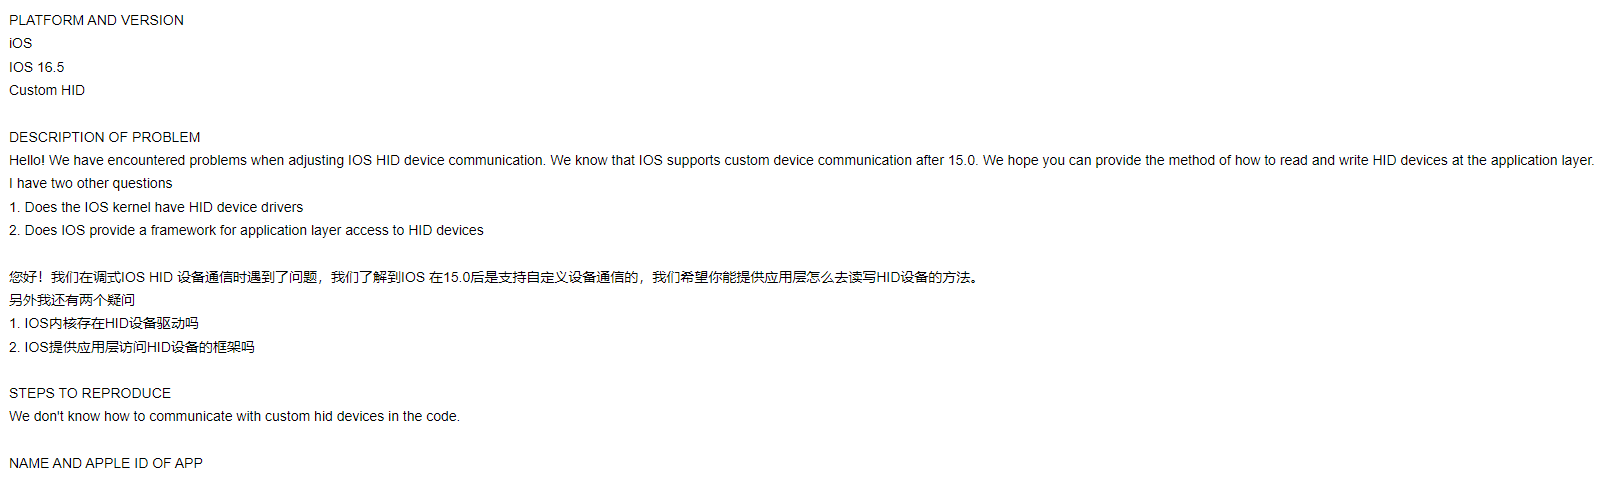 PLATFORM AND VERSION
iOS
IOS 16.5
Custom HID
DESCRIPTION OF PROBLEM
Hello! We have encountered problems when adjusting IOS HID device communication. We know that IOS supports custom device communication after 15.0. We hope you can provide the method of how to read and write HID devices at the application layer.
I have two other questions
1. Does the IOS kernel have HID device drivers
2. Does IOS provide a framework for application layer access to HID devices
您好！我们在调式IOS HID 设备通信时遇到了问题，我们了解到IOS 在15.0后是支持自定义设备通信的，我们希望你能提供应用层怎么去读写HID设备的方法。
另外我还有两个疑问
1. IOS内核存在HID设备驱动吗
2. IOS提供应用层访问HID设备的框架吗
STEPS TO REPRODUCE
We don't know how to communicate with custom hid devices in the code.
NAME AND APPLE ID OF APP